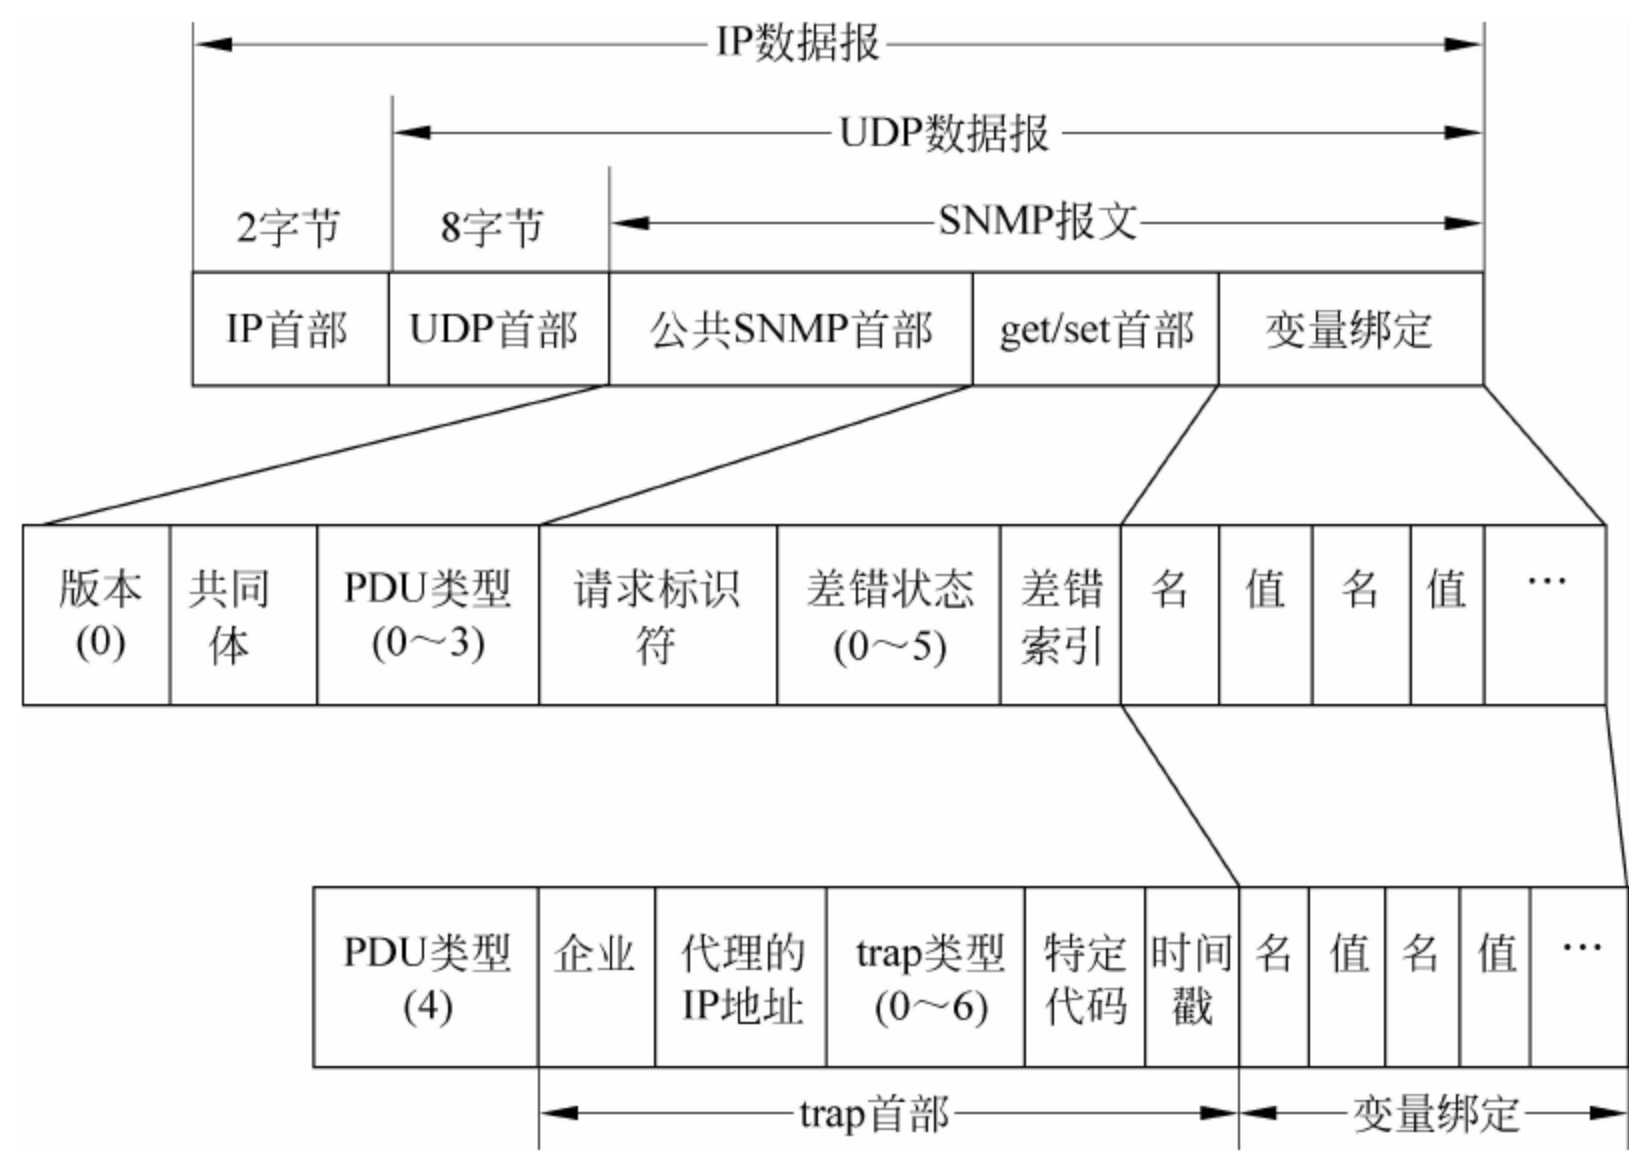 IP数据报
UDP数据报
2字节 8字节 SNMP报文
IP首部 UDP首部 公共SNMP首部 get/set首部 变量绑定
版本 共同 PDU类型 请求标识 差错状态 差错 名 值 名 值 …
(0) 体 (0～3) 符 (0～5) 索引
PDU类型 企业 代理的 trap类型 特定 时间 名 值 名 值 …
(4) IP地址 (0～6) 代码 戳
trap首部 变量绑定